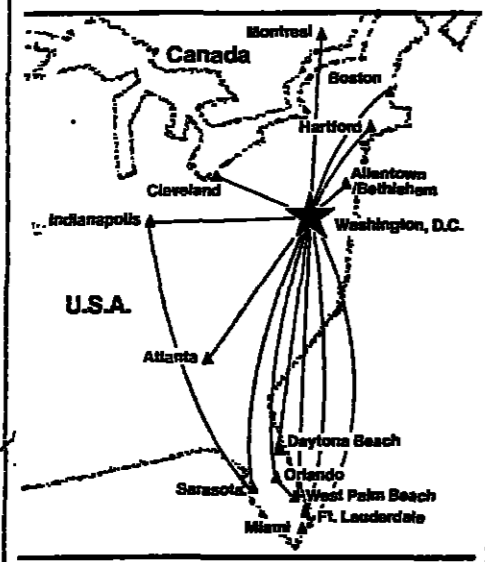 Montreal
Canada
Boston
Hartford
Allentown
/Bethlehem
Cleveland
Indianapolis
Washington, D.C.
U.S.A.
Atlanta
Daytona Beach
Orlando
Sarasota
West Palm Beach
Ft. Lauderdale
Miami